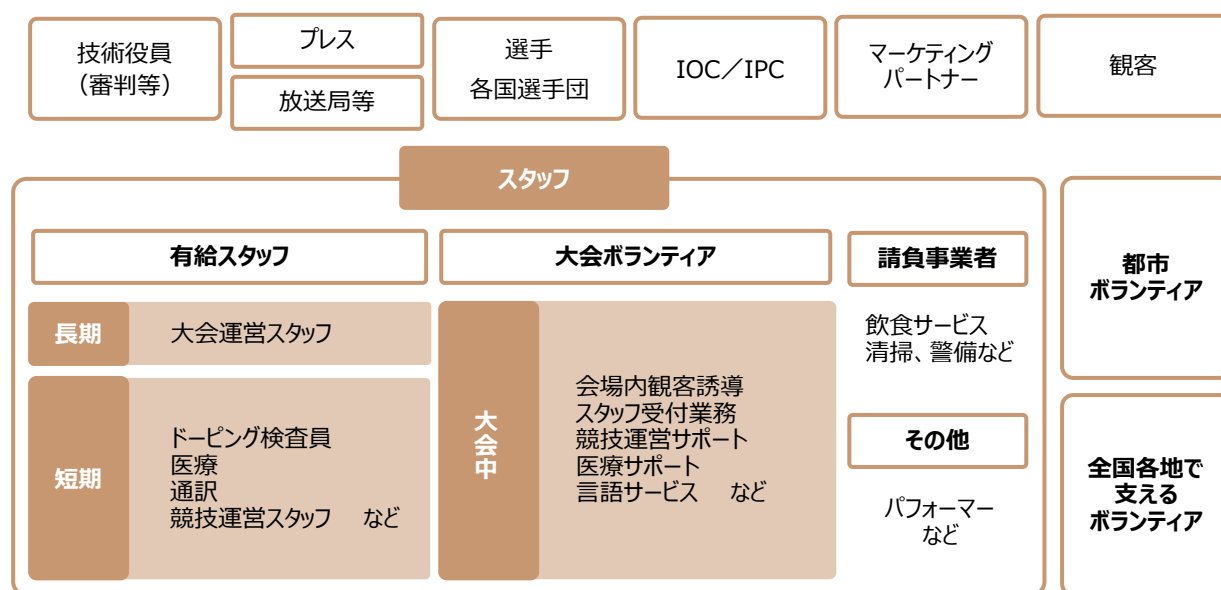 技術役員
（審判等）
プレス
放送局等
選手
各国選手団
IOC／IPC
マーケティング
パートナー
観客
スタッフ
有給スタッフ
長期
大会運営スタッフ
短期
ドーピング検査員
医療
通訳
競技運営スタッフ　など
大会ボランティア
大会中
会場内観客誘導
スタッフ受付業務
競技運営サポート
医療サポート
言語サービス　など
請負事業者
飲食サービス
清掃、警備など
その他
パフォーマー
など
都市
ボランティア
全国各地で
支える
ボランティア